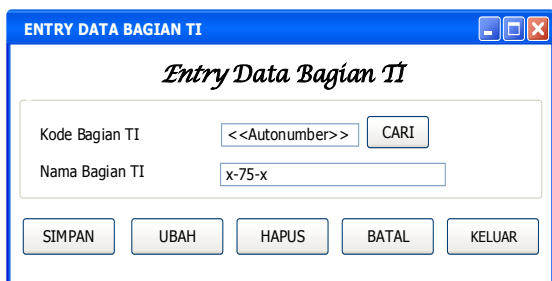 ENTRY DATA BAGIAN TI
Entry Data Bagian TI
Kode Bagian TI <<Autonumber>> CARI
Nama Bagian TI x-75-x
SIMPAN UBAH HAPUS BATAL KELUAR